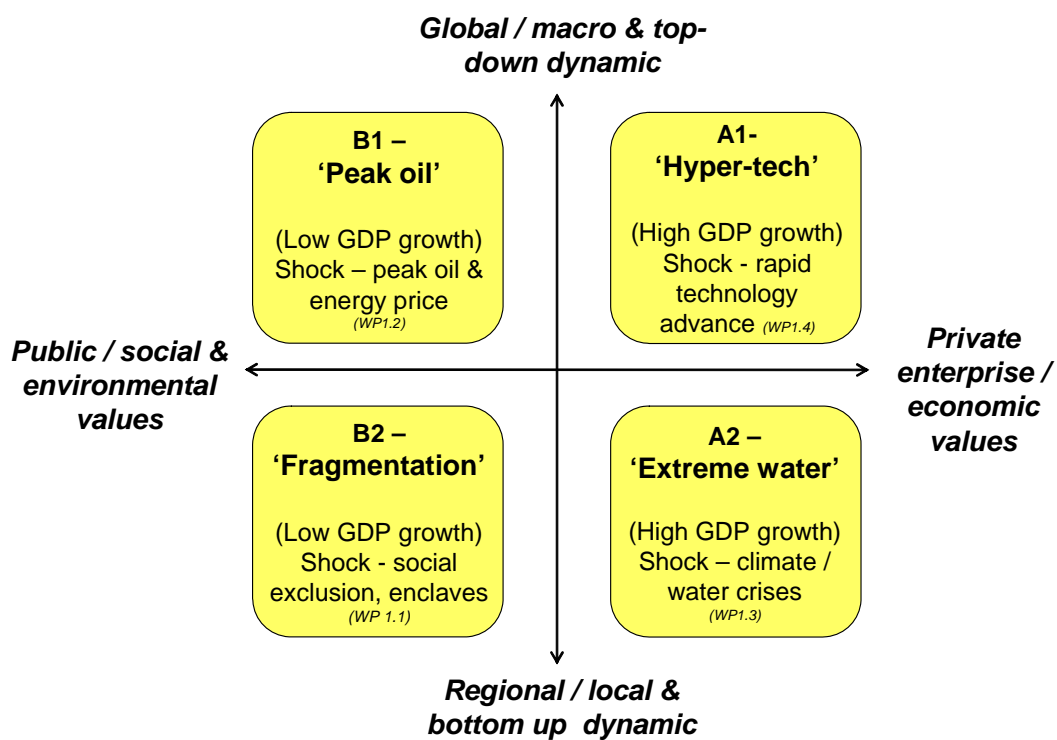 Global / macro & top-
down dynamic
B1 –
‘Peak oil’
(Low GDP growth)
Shock – peak oil &
energy price
(WP1.2)
A1-
‘Hyper-tech’
(High GDP growth)
Shock - rapid
technology
advance (WP1.4)
Public / social &
environmental
values
Private
enterprise /
economic
values
B2 –
‘Fragmentation’
(Low GDP growth)
Shock - social
exclusion, enclaves
(WP 1.1)
A2 –
‘Extreme water’
(High GDP growth)
Shock – climate /
water crises
(WP1.3)
Regional / local &
bottom up  dynamic